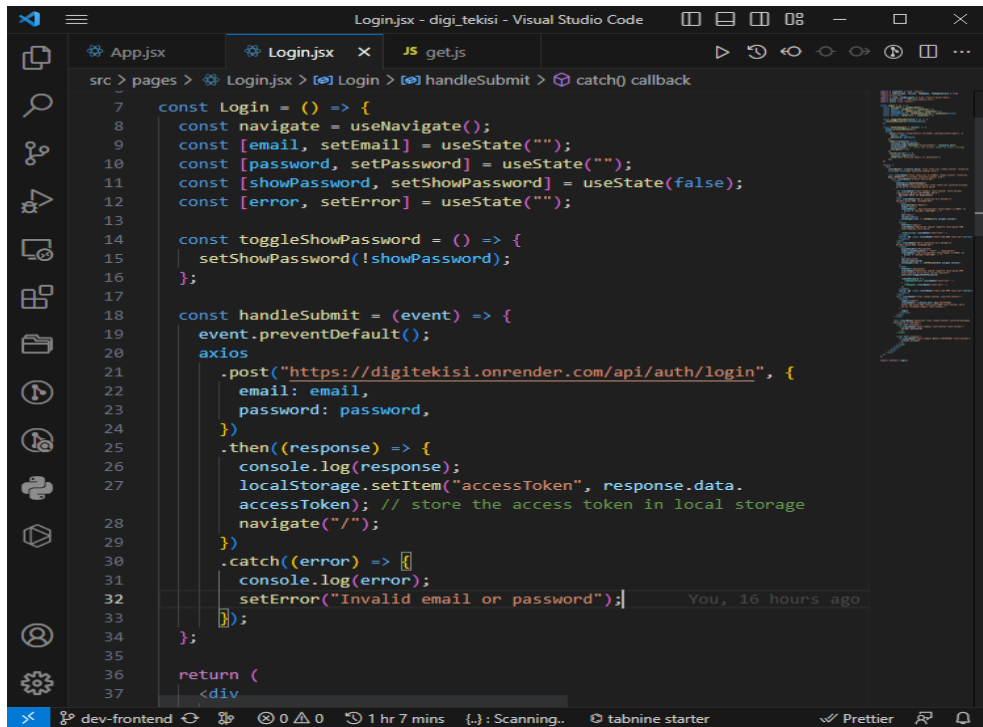 Login.jsx - digi_tekisi - Visual Studio Code
App.jsx
Login.jsx
JS get.js
src > pages > Login.jsx > Login > handleSubmit > catch() callback
7 const Login = () => {
8 const navigate = useNavigate();
9 const [email, setEmail] = useState("");
10 const [password, setPassword] = useState("");
11 const [showPassword, setShowPassword] = useState(false);
12 const [error, setError] = useState("");
13
14 const toggleShowPassword = () => {
15 setShowPassword(!showPassword);
16 };
17
18 const handleSubmit = (event) => {
19 event.preventDefault();
20 axios
21 .post("https://digitekisi.onrender.com/api/auth/login", {
22 email: email,
23 password: password,
24 })
25 .then((response) => {
26 console.log(response);
27 localStorage.setItem("accessToken", response.data.
accessToken); // store the access token in local storage
28 navigate("/");
29 })
30 .catch((error) => {
31 console.log(error);
32 setError("Invalid email or password"); You, 16 hours ago
33 });
34 };
35
36 return (
37 <div
dev-frontend 0 0 1 hr 7 mins {..} : Scanning.. tabnine starter Prettier